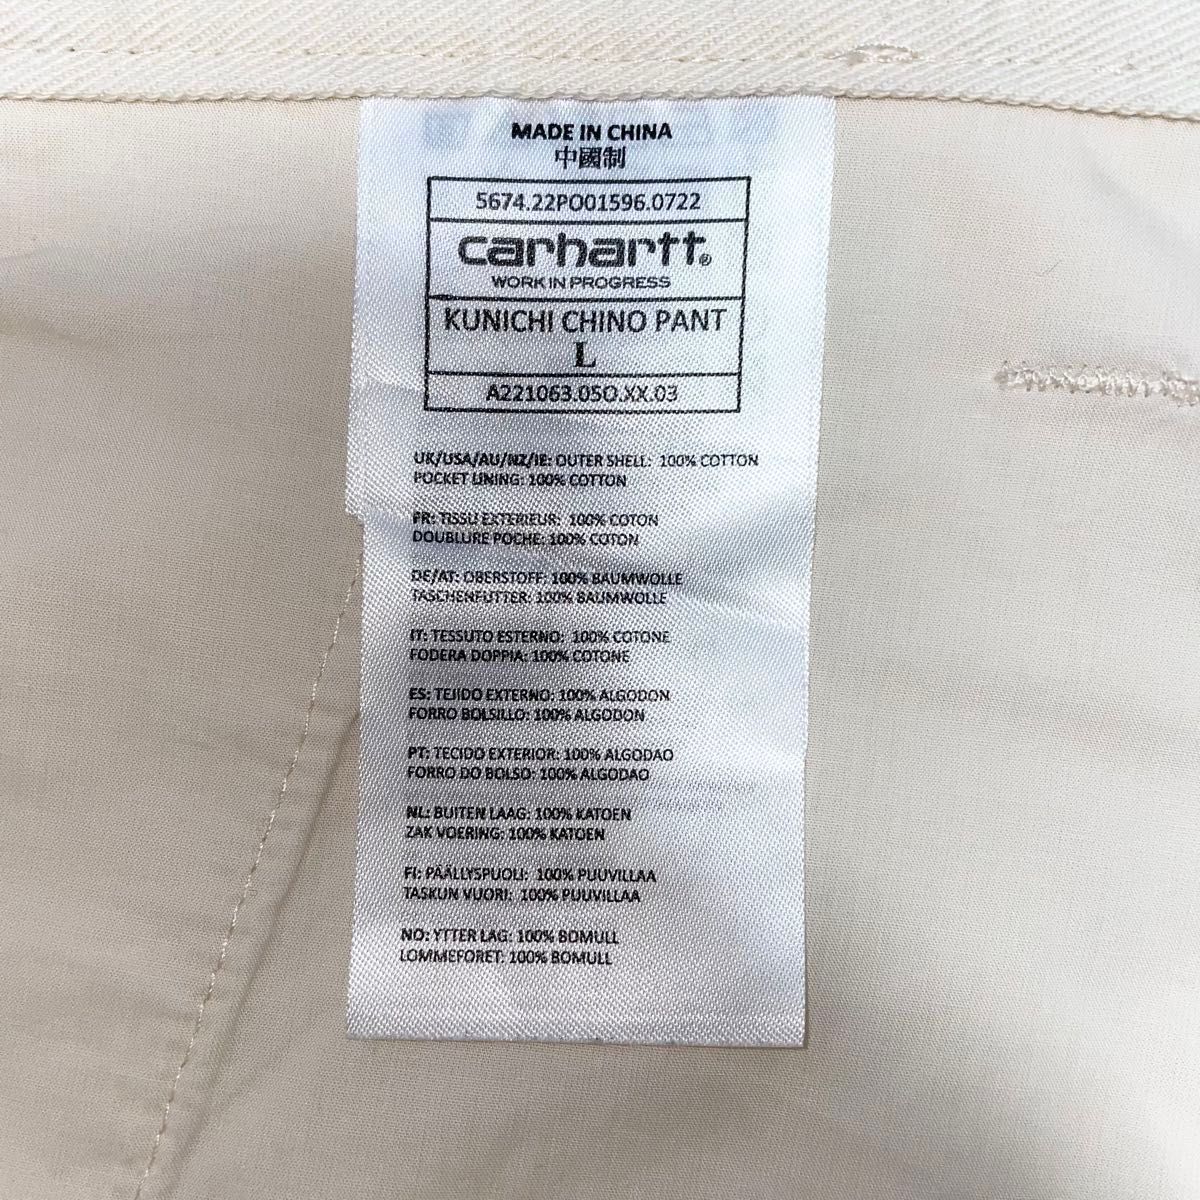 MADE IN CHINA
中國制
5674.22PO01596.0722
carhartt®
WORK IN PROGRESS
KUNICHI CHINO PANT
L
A221063.05O.XX.03
UK/USA/AU/NZ/IE: OUTER SHELL: 100% COTTON
POCKET LINING: 100% COTTON
FR: TISSU EXTERIEUR: 100% COTON
DOUBLURE POCHE: 100% COTON
DE/AT: OBERSTOFF: 100% BAUMWOLLE
TASCHENFUTTER: 100% BAUMWOLLE
IT: TESSUTO ESTERNO: 100% COTONE
FODERA DOPPIA: 100% COTONE
ES: TEJIDO EXTERNO: 100% ALGODON
FORRO BOLSILLO: 100% ALGODON
PT: TECIDO EXTERIOR: 100% ALGODAO
FORRO DO BOLSO: 100% ALGODAO
NL: BUITEN LAAG: 100% KATOEN
ZAK VOERING: 100% KATOEN
FI: PÄÄLLYSPUOLI: 100% PUUVILLAA
TASKUN VUORI: 100% PUUVILLAA
NO: YTTER LAG: 100% BOMULL
LOMMEFORET: 100% BOMULL